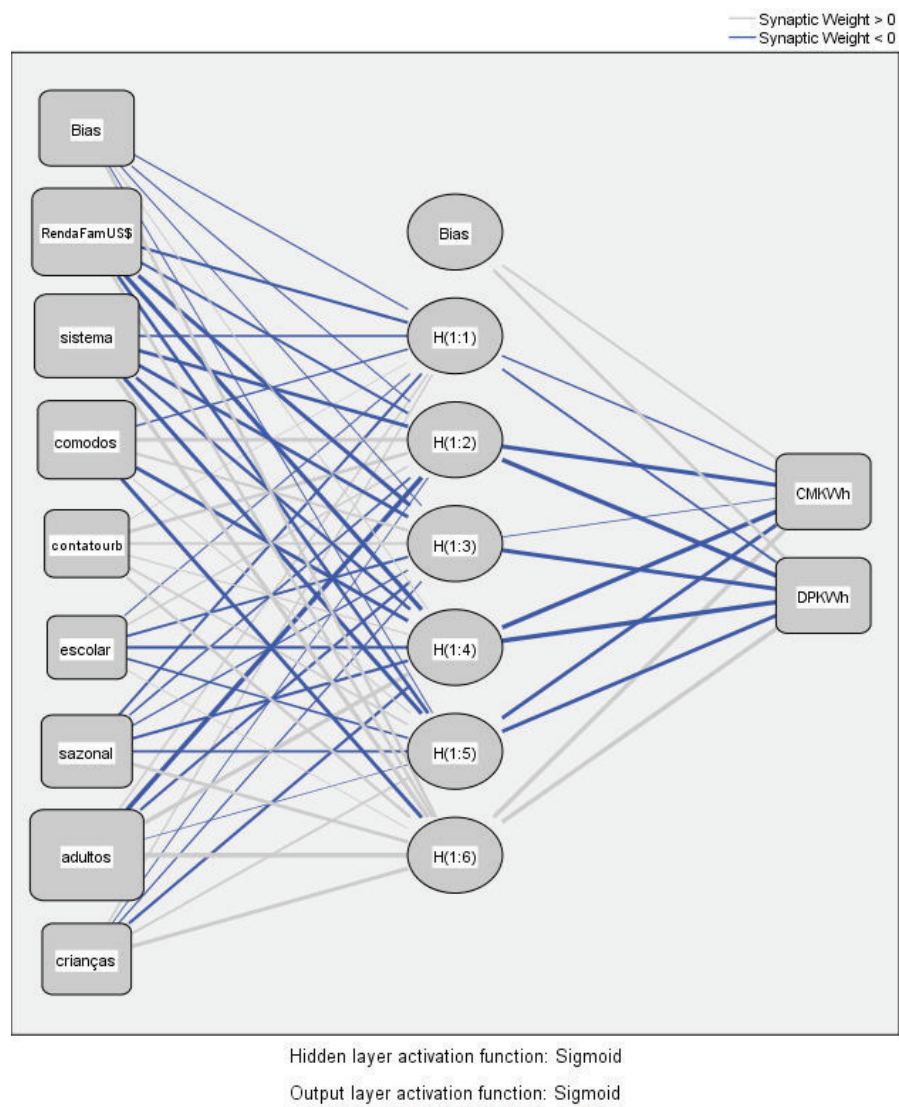 Synaptic Weight > 0
Synaptic Weight < 0
Bias
RendaFamUS$
sistema
comodos
contatourb
escolar
sazonal
adultos
crianças
Bias
H(1:1)
H(1:2)
H(1:3)
H(1:4)
H(1:5)
H(1:6)
CMKWh
DPKWh
Hidden layer activation function: Sigmoid
Output layer activation function: Sigmoid